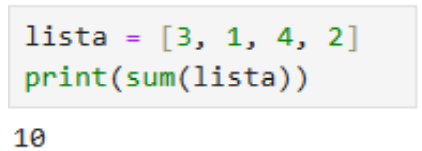 lista = [3, 1, 4, 2]
print(sum(lista))
10